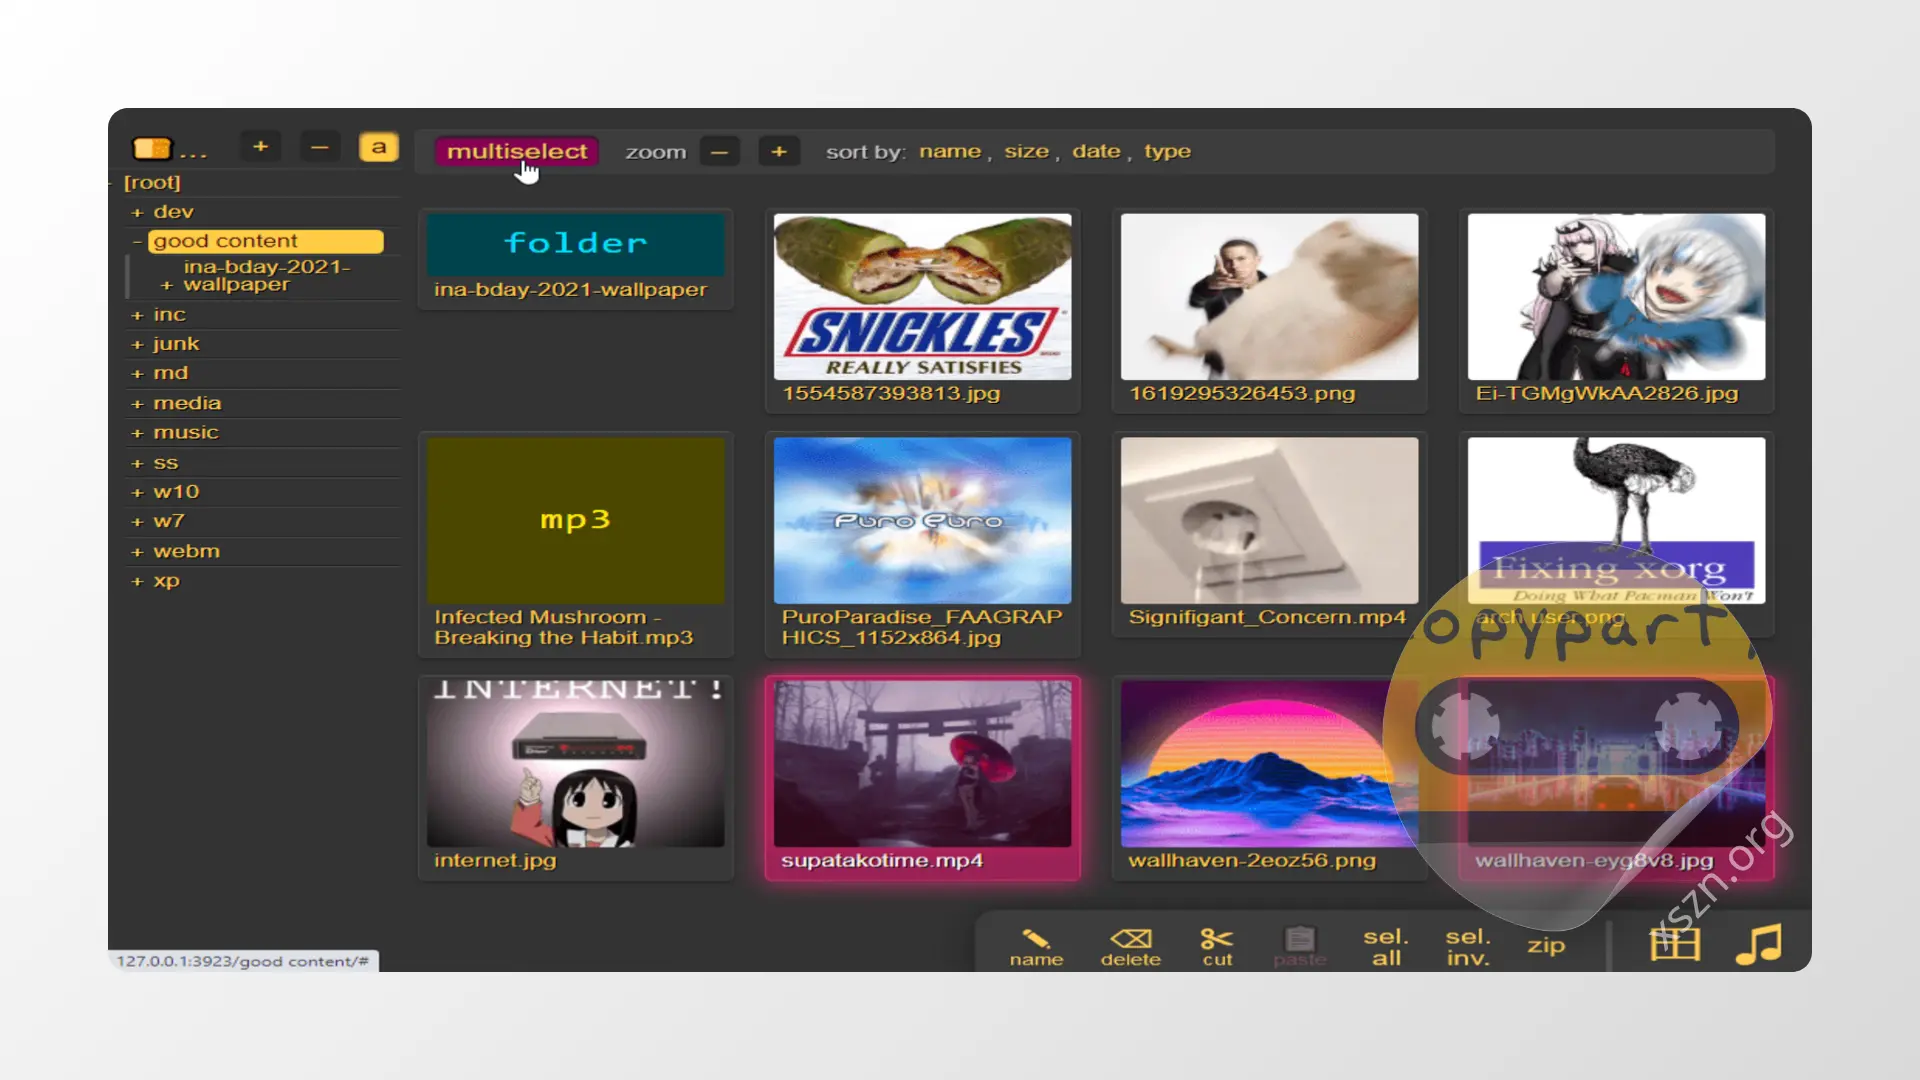 ...
+
–
a
multiselect
zoom
–
+
sort by: name, size, date, type
- [root]
+ dev
- good content
ina-bday-2021-
+ wallpaper
+ inc
+ junk
+ md
+ media
+ music
+ ss
+ w10
+ w7
+ webm
+ xp
folder
ina-bday-2021-wallpaper
SNICKLES
REALLY SATISFIES
1554587393813.jpg
1619295326453.png
Ei-TGMgWkAA2826.jpg
mp3
Infected Mushroom -
Breaking the Habit.mp3
Puro Puro
PuroParadise_FAAGRAP
HICS_1152x864.jpg
Signifigant_Concern.mp4
Fixing xorg
Doing What Pacman Won't
arch user.png
opypart
INTERNET!
internet.jpg
supatakotime.mp4
wallhaven-2eoz56.png
wallhaven-eyg8v8.jpg
name
delete
cut
paste
sel.
all
sel.
inv.
zip
127.0.0.1:3923/good content/#